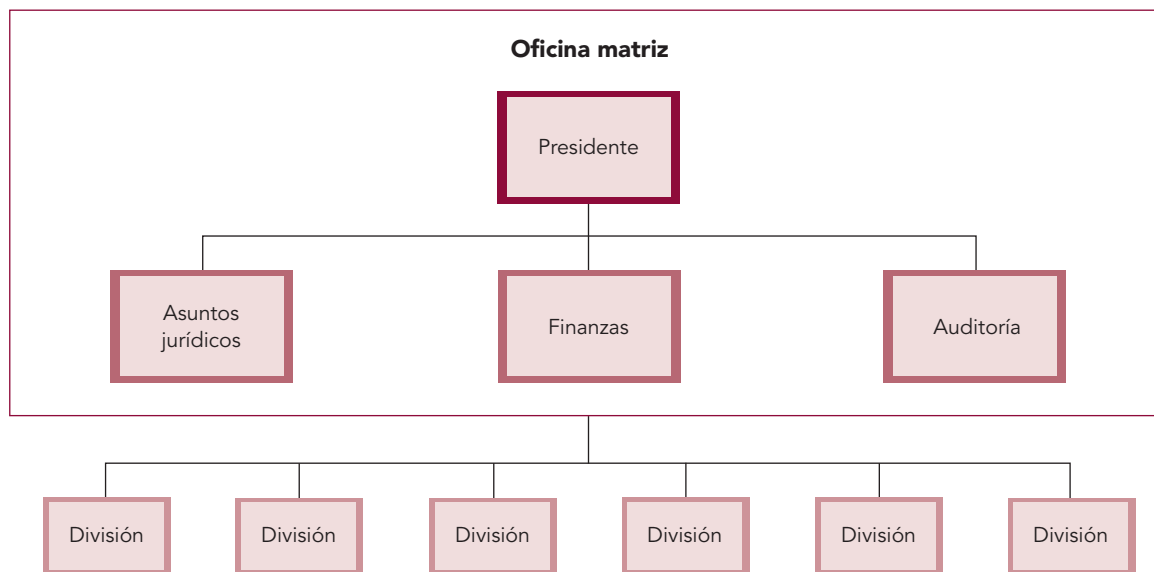 Oficina matriz
Presidente
Asuntos
jurídicos
Finanzas
Auditoría
División
División
División
División
División
División